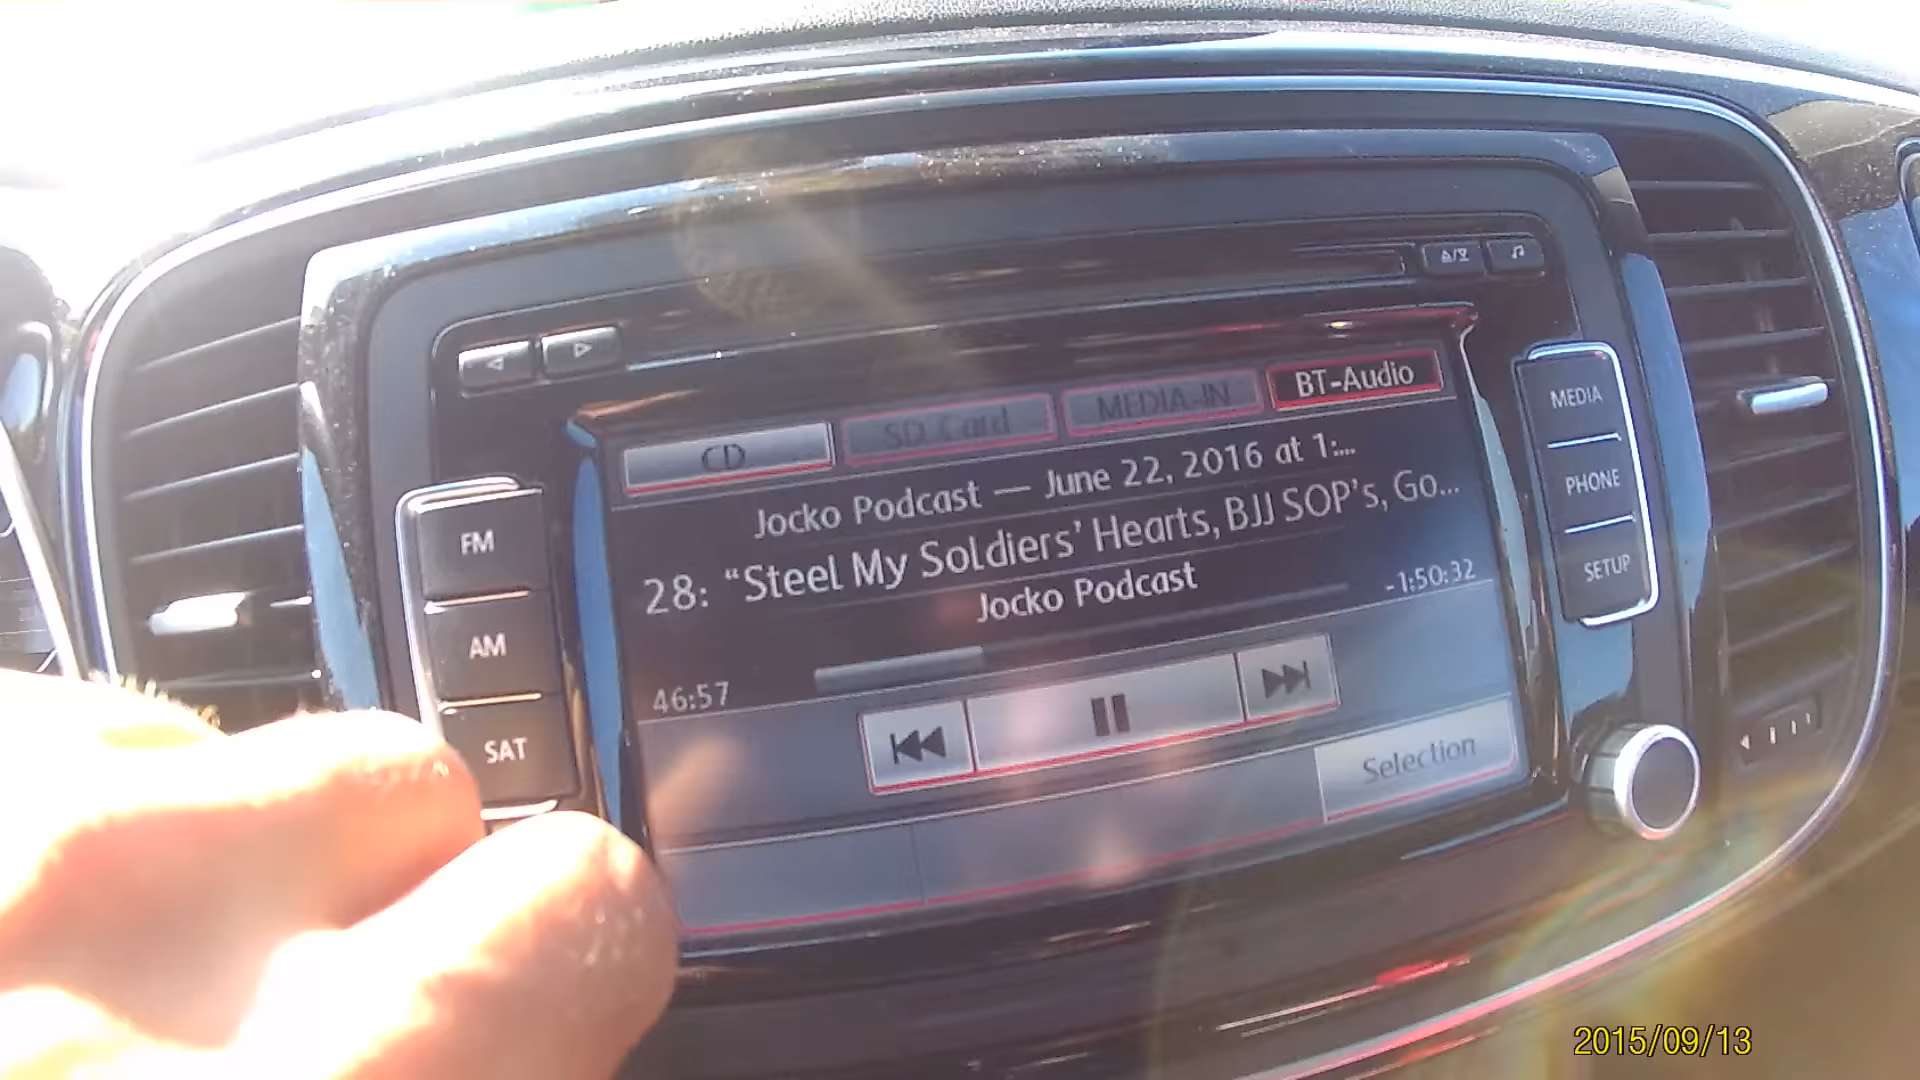 CD SD Card MEDIA-IN BT-Audio
Jocko Podcast — June 22, 2016 at 1:...
28: “Steel My Soldiers’ Hearts, BJJ SOP’s, Go...
Jocko Podcast
46:57
-1:50:32
Selection
FM
AM
SAT
MEDIA
PHONE
SETUP
2015/09/13